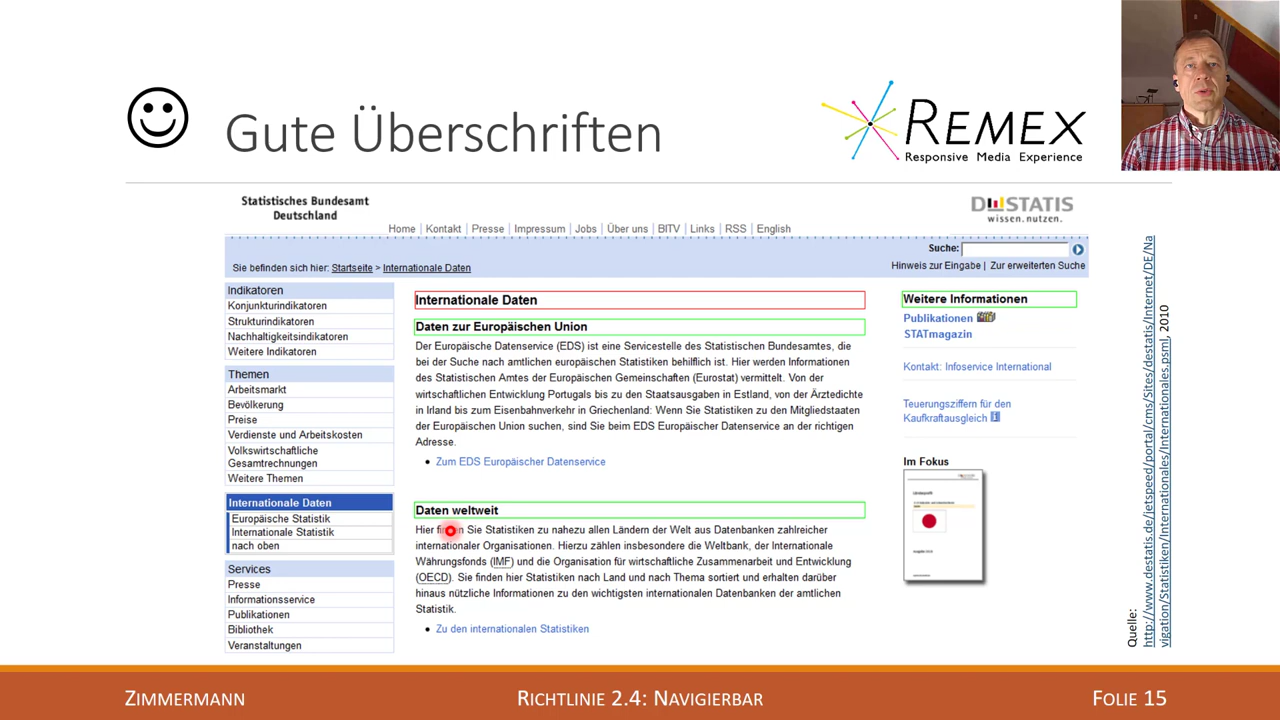 Gute Überschriften
REMEX
Responsive Media Experience
Statistisches Bundesamt
Deutschland
DESTATIS
wissen.nutzen.
Home | Kontakt | Presse | Impressum | Jobs | Über uns | BITV | Links | RSS | English
Suche:
Sie befinden sich hier: Startseite > Internationale Daten
Hinweis zur Eingabe | Zur erweiterten Suche
Indikatoren
Konjunkturindikatoren
Strukturindikatoren
Nachhaltigkeitsindikatoren
Weitere Indikatoren
Themen
Arbeitsmarkt
Bevölkerung
Preise
Verdienste und Arbeitskosten
Volkswirtschaftliche
Gesamtrechnungen
Weitere Themen
Internationale Daten
Europäische Statistik
Internationale Statistik
nach oben
Services
Presse
Informationsservice
Publikationen
Bibliothek
Veranstaltungen
Internationale Daten
Daten zur Europäischen Union
Der Europäische Datenservice (EDS) ist eine Servicestelle des Statistischen Bundesamtes, die
bei der Suche nach amtlichen europäischen Statistiken behilflich ist. Hier werden Informationen
des Statistischen Amtes der Europäischen Gemeinschaften (Eurostat) vermittelt. Von der
wirtschaftlichen Entwicklung Portugals bis zu den Staatsausgaben in Estland, von der Ärztedichte
in Irland bis zum Eisenbahnverkehr in Griechenland: Wenn Sie Statistiken zu den Mitgliedstaaten
der Europäischen Union suchen, sind Sie beim EDS Europäischer Datenservice an der richtigen
Adresse.
• Zum EDS Europäischer Datenservice
Daten weltweit
Hier finden Sie Statistiken zu nahezu allen Ländern der Welt aus Datenbanken zahlreicher
internationaler Organisationen. Hierzu zählen insbesondere die Weltbank, der Internationale
Währungsfonds (IMF) und die Organisation für wirtschaftliche Zusammenarbeit und Entwicklung
(OECD). Sie finden hier Statistiken nach Land und nach Thema sortiert und erhalten darüber
hinaus nützliche Informationen zu den wichtigsten internationalen Datenbanken der amtlichen
Statistik.
• Zu den internationalen Statistiken
Weitere Informationen
Publikationen
STATmagazin
Kontakt: Infoservice International
Teuerungsziffern für den
Kaufkraftausgleich
Im Fokus
Quelle:
http://www.destatis.de/jetspeed/portal/cms/Sites/destatis/Internet/DE/Na
vigation/Statistiken/Internationales/Internationales.psml, 2010
ZIMMERMANN
RICHTLINIE 2.4: NAVIGIERBAR
FOLIE 15